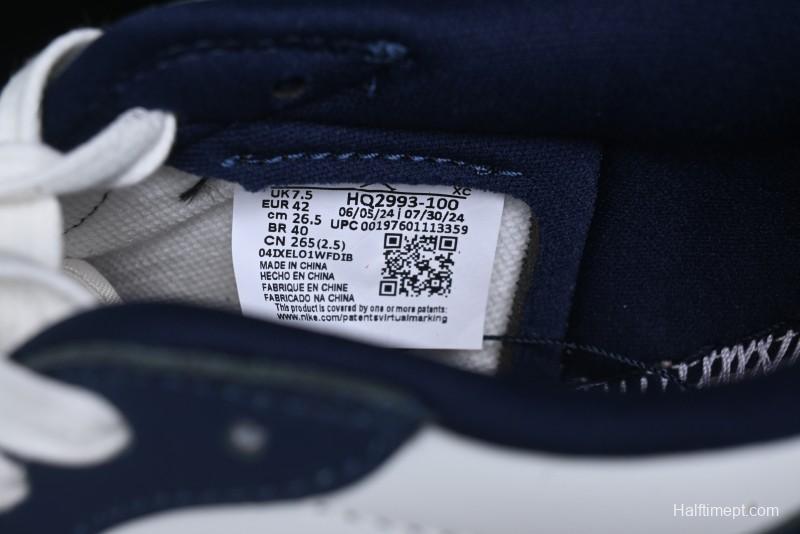 UK 7.5
EUR 42
cm 26.5
BR 40
CN 265(2.5)
04IXELO1WFDIB
MADE IN CHINA
HECHO EN CHINA
FABRIQUE EN CHINE
FABRICADO NA CHINA
This product is covered by one or more patents:
www.nike.com/patentsvirtualmarking
XC
HQ2993-100
06/05/24 | 07/30/24
UPC 00197601113359
Halftimept.com